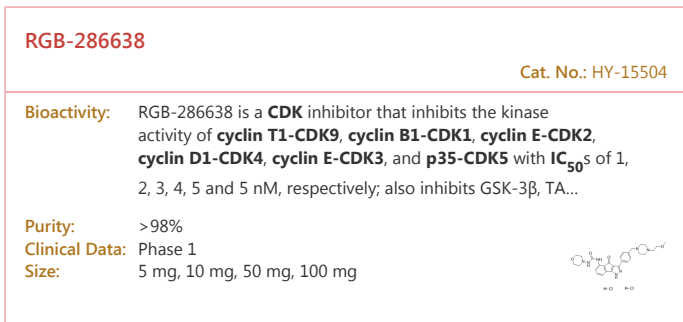 RGB-286638
Cat. No.: HY-15504
Bioactivity: RGB-286638 is a CDK inhibitor that inhibits the kinase
activity of cyclin T1-CDK9, cyclin B1-CDK1, cyclin E-CDK2,
cyclin D1-CDK4, cyclin E-CDK3, and p35-CDK5 with IC50s of 1,
2, 3, 4, 5 and 5 nM, respectively; also inhibits GSK-3β, TA...
Purity: >98%
Clinical Data: Phase 1
Size: 5 mg, 10 mg, 50 mg, 100 mg
H-Cl H-Cl